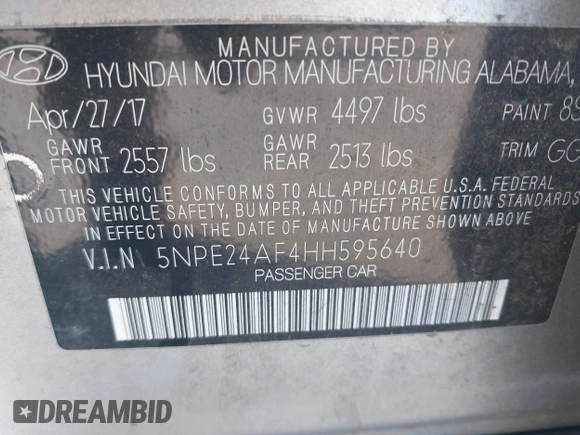 MANUFACTURED BY
HYUNDAI MOTOR MANUFACTURING ALABAMA,
Apr/27/17 GVWR 4497 lbs PAINT
GAWR FRONT 2557 lbs GAWR REAR 2513 lbs TRIM GG
THIS VEHICLE CONFORMS TO ALL APPLICABLE U.S.A. FEDERAL
MOTOR VEHICLE SAFETY, BUMPER, AND THEFT PREVENTION STANDARDS
IN EFFECT ON THE DATE OF MANUFACTURE SHOWN ABOVE.
V.I.N 5NPE24AF4HH595640
PASSENGER CAR
DREAMBID